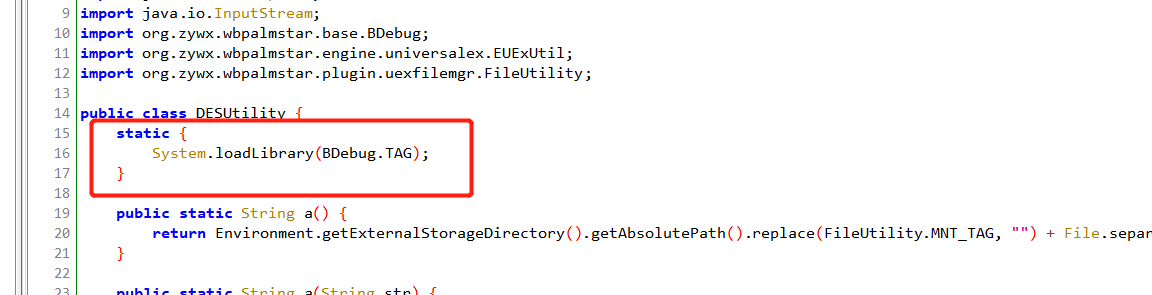 9 import java.io.InputStream;
10 import org.zywx.wbpalmstar.base.BDebug;
11 import org.zywx.wbpalmstar.engine.universalex.EUExUtil;
12 import org.zywx.wbpalmstar.plugin.uexfilemgr.FileUtility;
13
14 public class DESUtility {
15 static {
16 System.loadLibrary(BDebug.TAG);
17 }
18
19 public static String a() {
20 return Environment.getExternalStorageDirectory().getAbsolutePath().replace(FileUtility.MNT_TAG, "") + File.separ
21 }
22
23 public static String a(String str) {